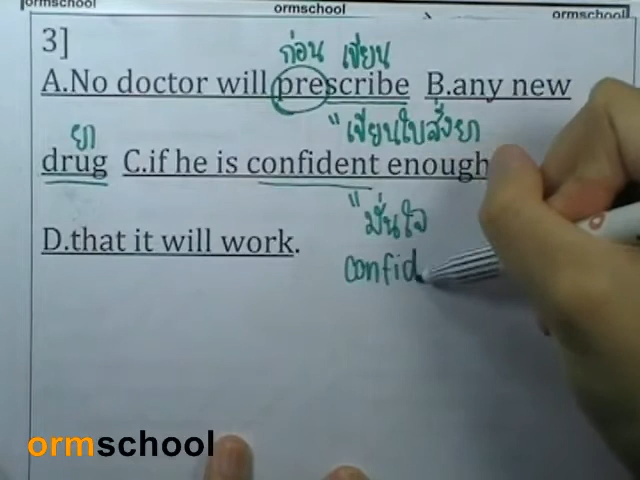 ormschool ormschool ormschool
3]
ก่อน เขียน
A.No doctor will prescribe B.any new
ยา "เขียนใบสั่งยา
drug C.if he is confident enough
"มั่นใจ
D.that it will work.
confid
ormschool